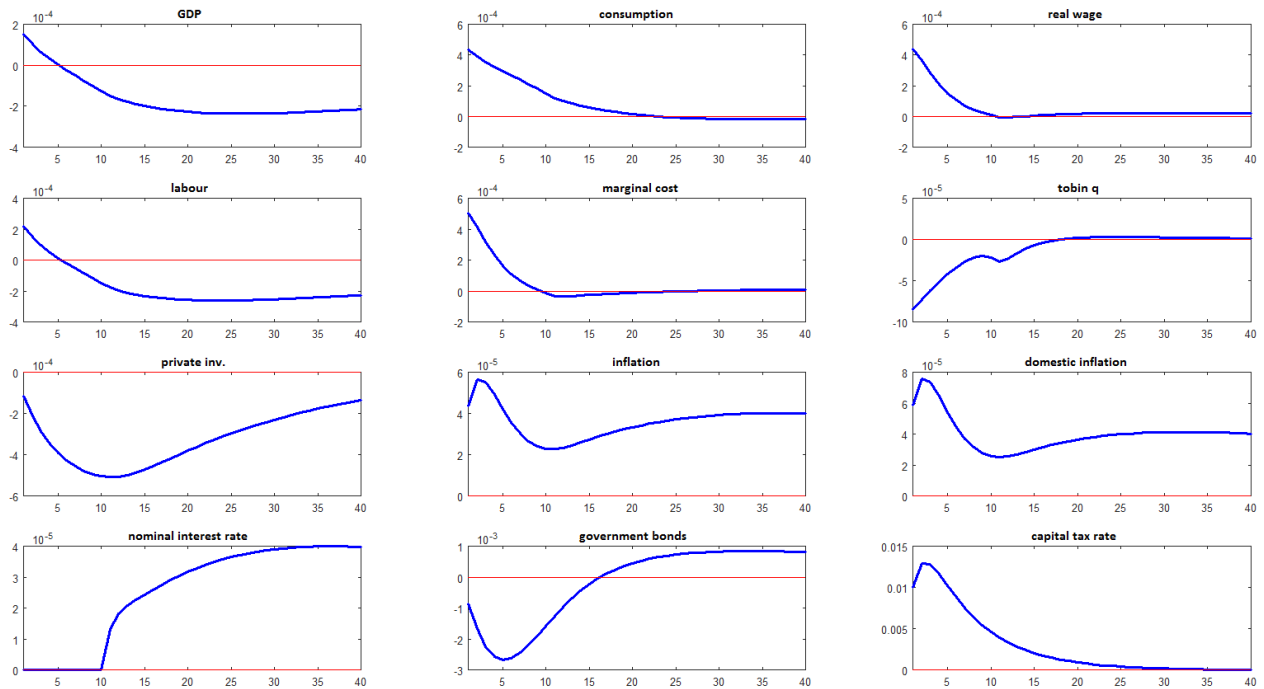 GDP
10^-4
2
0
-2
-4
5 10 15 20 25 30 35 40
consumption
10^-4
6
4
2
0
-2
5 10 15 20 25 30 35 40
real wage
10^-4
6
4
2
0
-2
5 10 15 20 25 30 35 40
labour
10^-4
4
2
0
-2
-4
5 10 15 20 25 30 35 40
marginal cost
10^-4
6
4
2
0
-2
5 10 15 20 25 30 35 40
tobin q
10^-5
5
0
-5
-10
5 10 15 20 25 30 35 40
private inv.
10^-4
0
-2
-4
-6
5 10 15 20 25 30 35 40
inflation
10^-5
6
4
2
0
5 10 15 20 25 30 35 40
domestic inflation
10^-5
8
6
4
2
0
5 10 15 20 25 30 35 40
nominal interest rate
10^-5
4
3
2
1
0
5 10 15 20 25 30 35 40
government bonds
10^-3
1
0
-1
-2
-3
5 10 15 20 25 30 35 40
capital tax rate
0.015
0.01
0.005
0
5 10 15 20 25 30 35 40